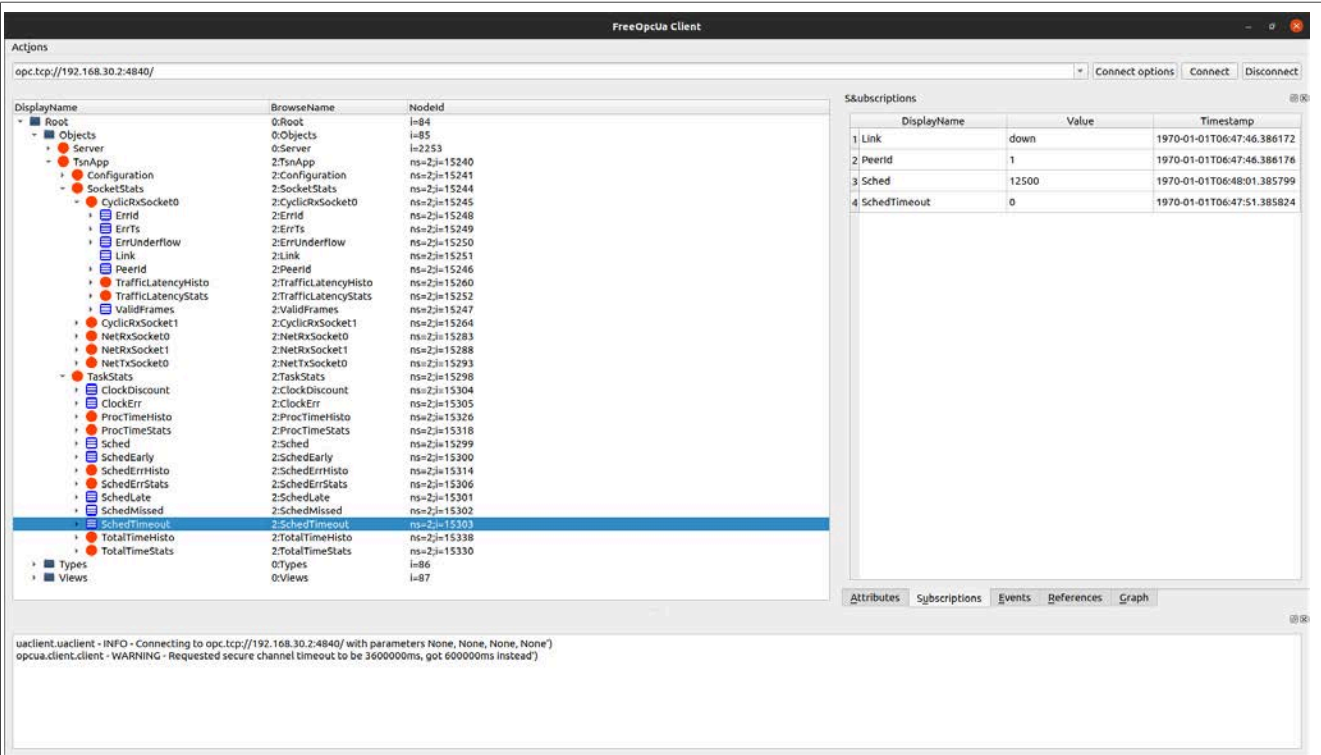 FreeOpcUa Client
Actions
opc.tcp://192.168.30.2:4840/ Connect options Connect Disconnect
DisplayName BrowseName NodeId
Root 0:Root i=84
Objects 0:Objects i=85
Server 0:Server i=2253
TsnApp 2:TsnApp ns=2;i=15240
Configuration 2:Configuration ns=2;i=15241
SocketStats 2:SocketStats ns=2;i=15244
CyclicRxSocket0 2:CyclicRxSocket0 ns=2;i=15245
ErrId 2:ErrId ns=2;i=15248
ErrTs 2:ErrTs ns=2;i=15249
ErrUnderflow 2:ErrUnderflow ns=2;i=15250
Link 2:Link ns=2;i=15251
PeerId 2:PeerId ns=2;i=15246
TrafficLatencyHisto 2:TrafficLatencyHisto ns=2;i=15260
TrafficLatencyStats 2:TrafficLatencyStats ns=2;i=15252
ValidFrames 2:ValidFrames ns=2;i=15247
CyclicRxSocket1 2:CyclicRxSocket1 ns=2;i=15264
NetRxSocket0 2:NetRxSocket0 ns=2;i=15283
NetRxSocket1 2:NetRxSocket1 ns=2;i=15288
NetTxSocket0 2:NetTxSocket0 ns=2;i=15293
TaskStats 2:TaskStats ns=2;i=15298
ClockDiscount 2:ClockDiscount ns=2;i=15304
ClockErr 2:ClockErr ns=2;i=15305
ProcTimeHisto 2:ProcTimeHisto ns=2;i=15326
ProcTimeStats 2:ProcTimeStats ns=2;i=15318
Sched 2:Sched ns=2;i=15299
SchedEarly 2:SchedEarly ns=2;i=15300
SchedErrHisto 2:SchedErrHisto ns=2;i=15314
SchedErrStats 2:SchedErrStats ns=2;i=15306
SchedLate 2:SchedLate ns=2;i=15301
SchedMissed 2:SchedMissed ns=2;i=15302
SchedTimeout 2:SchedTimeout ns=2;i=15303
TotalTimeHisto 2:TotalTimeHisto ns=2;i=15338
TotalTimeStats 2:TotalTimeStats ns=2;i=15330
Types 0:Types i=86
Views 0:Views i=87
S&ubscriptions
DisplayName Value Timestamp
1 Link down 1970-01-01T06:47:46.386172
2 PeerId 1 1970-01-01T06:47:46.386176
3 Sched 12500 1970-01-01T06:48:01.385799
4 SchedTimeout 0 1970-01-01T06:47:51.385824
Attributes Subscriptions Events References Graph
uaclient.uaclient - INFO - Connecting to opc.tcp://192.168.30.2:4840/ with parameters None, None, None, None')
opcua.client.client - WARNING - Requested secure channel timeout to be 3600000ms, got 600000ms instead')